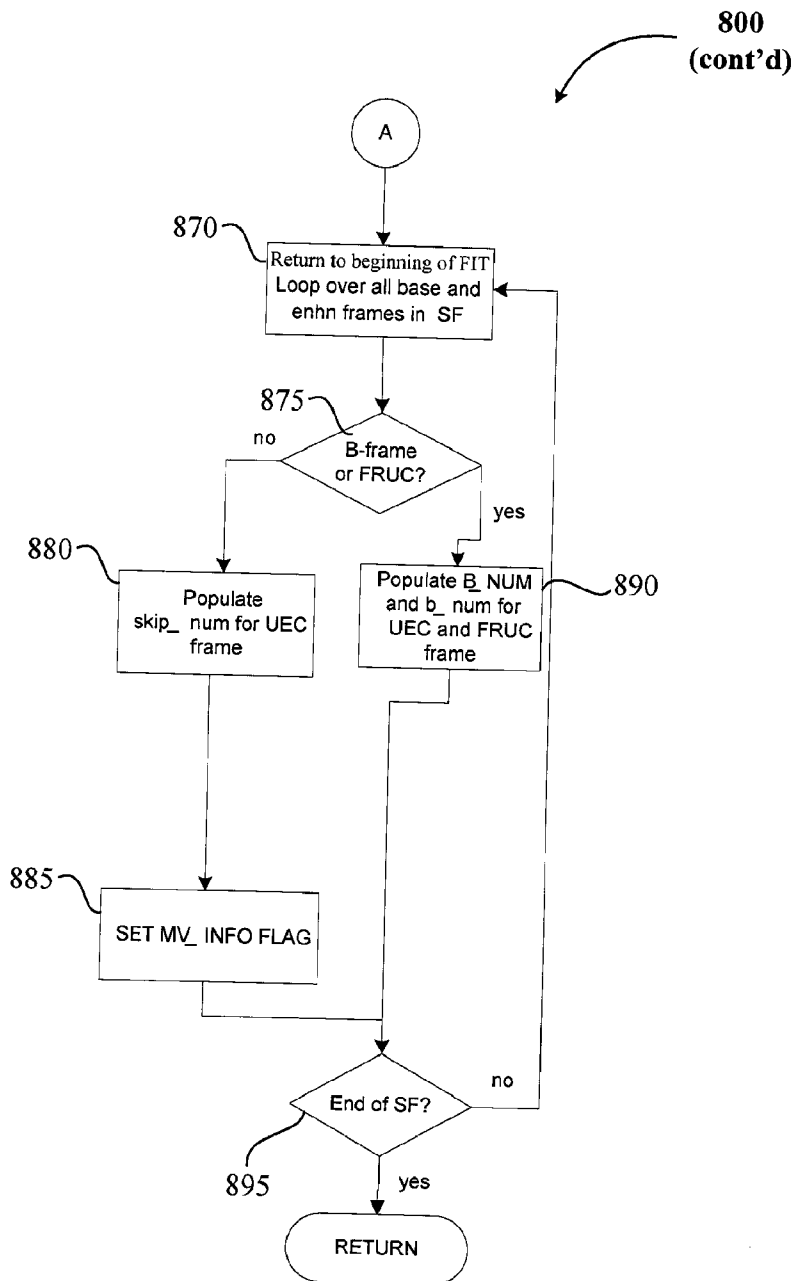 800
(cont'd)
A
870
Return to beginning of FIT
Loop over all base and
enhn frames in SF
875
no
B-frame
or FRUC?
yes
880
Populate
skip_ num for UEC
frame
Populate B_ NUM
and b_ num for
UEC and FRUC
frame
890
885
SET MV_ INFO FLAG
End of SF?
no
895
yes
RETURN